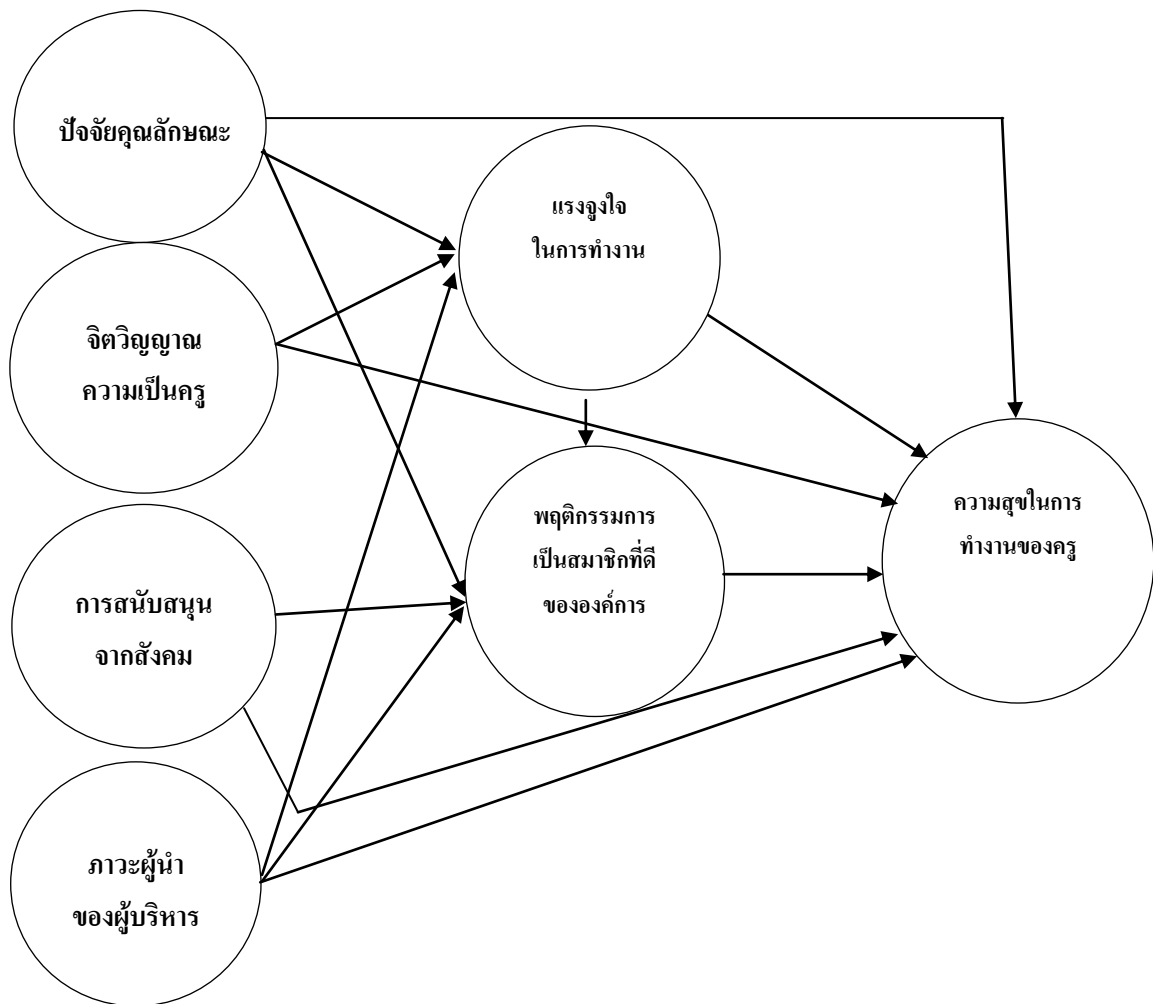 ปัจจัยคุณลักษณะ
แรงจูงใจ
ในการทำงาน
จิตวิญญาณ
ความเป็นครู
พฤติกรรมการ
เป็นสมาชิกที่ดี
ขององค์การ
ความสุขในการ
ทำงานของครู
การสนับสนุน
จากสังคม
ภาวะผู้นำ
ของผู้บริหาร